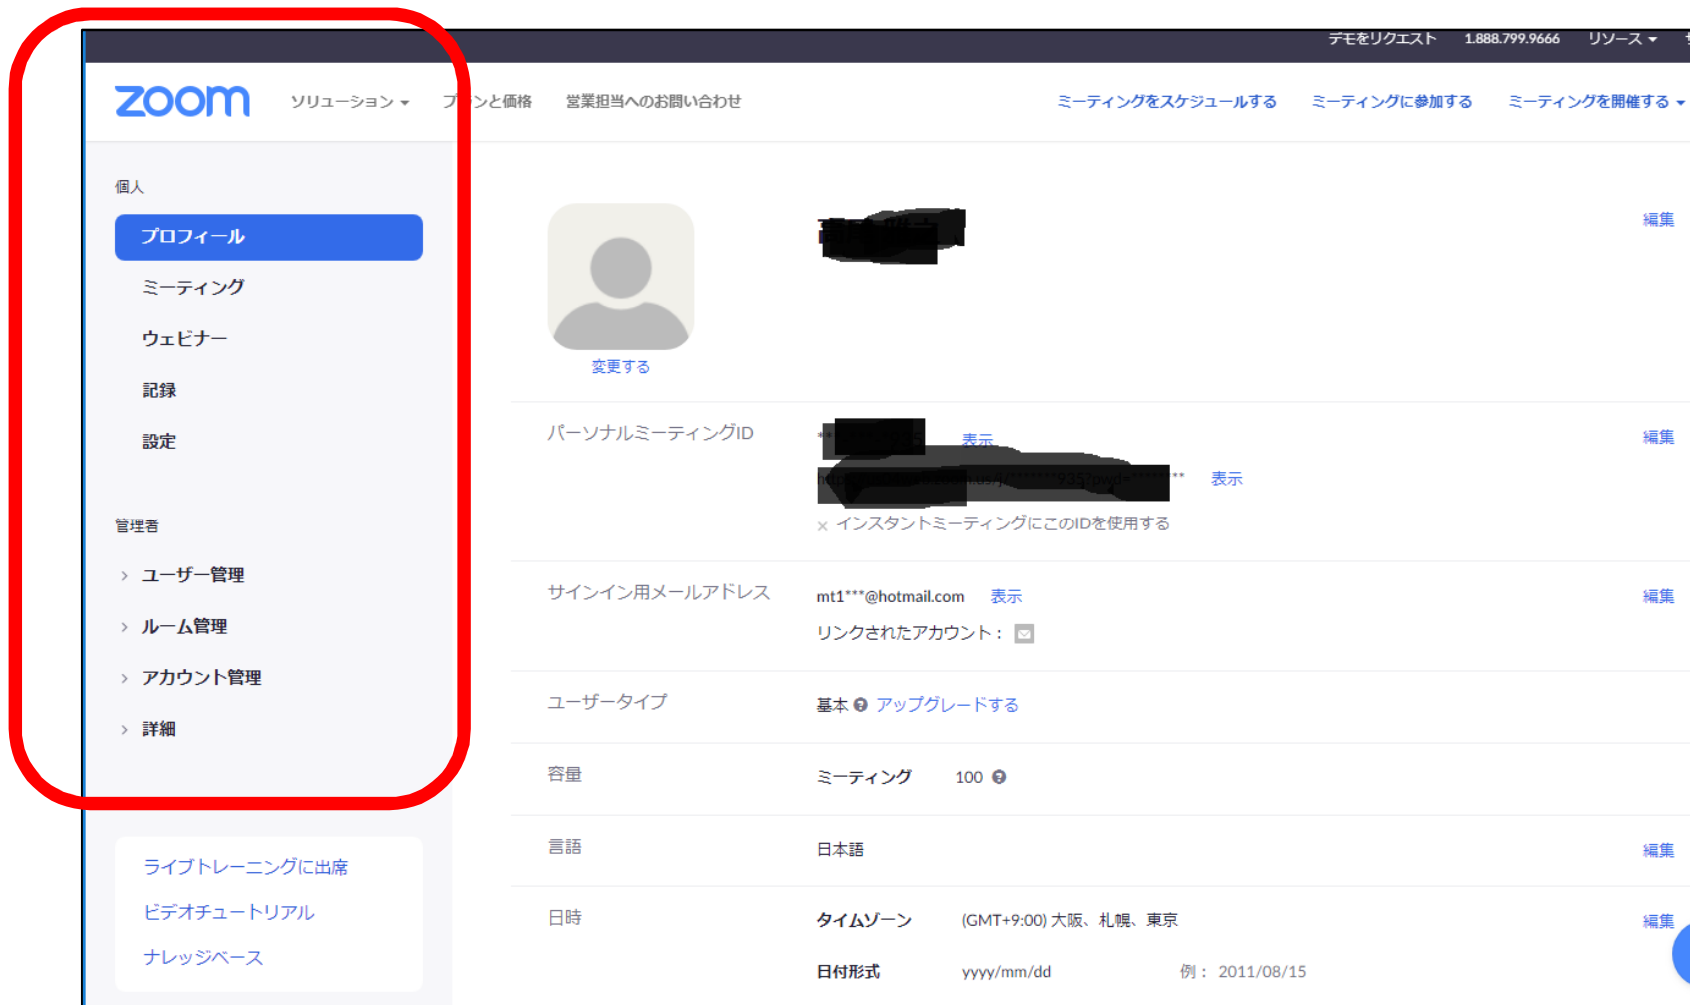 デモをリクエスト 1.888.799.9666 リソース
zoom ソリューション プランと価格 営業担当へのお問い合わせ ミーティングをスケジュールする ミーティングに参加する ミーティングを開催する
個人
プロフィール
ミーティング
ウェビナー
記録
設定
管理者
ユーザー管理
ルーム管理
アカウント管理
詳細
ライブトレーニングに出席
ビデオチュートリアル
ナレッジベース
編集
変更する
パーソナルミーティングID 表示 編集
表示
× インスタントミーティングにこのIDを使用する
サインイン用メールアドレス mt1***@hotmail.com 表示 編集
リンクされたアカウント：
ユーザータイプ 基本 アップグレードする
容量 ミーティング 100
言語 日本語 編集
日時 タイムゾーン (GMT+9:00) 大阪、札幌、東京 編集
日付形式 yyyy/mm/dd 例： 2011/08/15